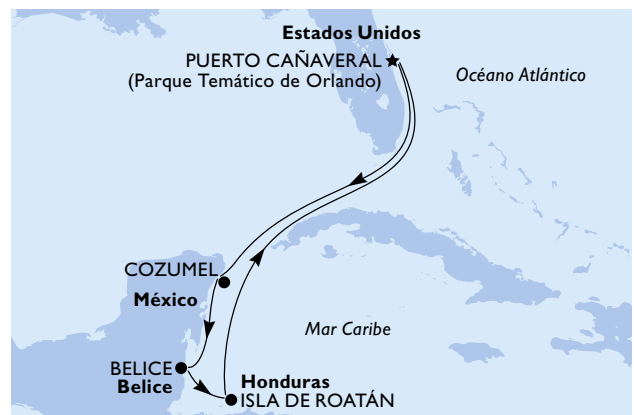 Estados Unidos
PUERTO CAÑAVERAL
(Parque Temático de Orlando)
Océano Atlántico
COZUMEL
México
Mar Caribe
BELICE
Belice
Honduras
ISLA DE ROATÁN